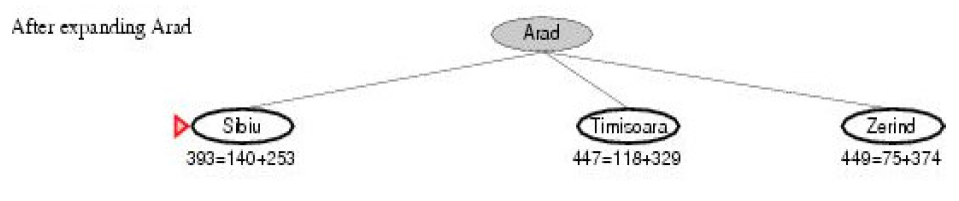 After expanding Arad
Arad
Sibiu
Timisoara
Zerind
393=140+253
447=118+329
449=75+374